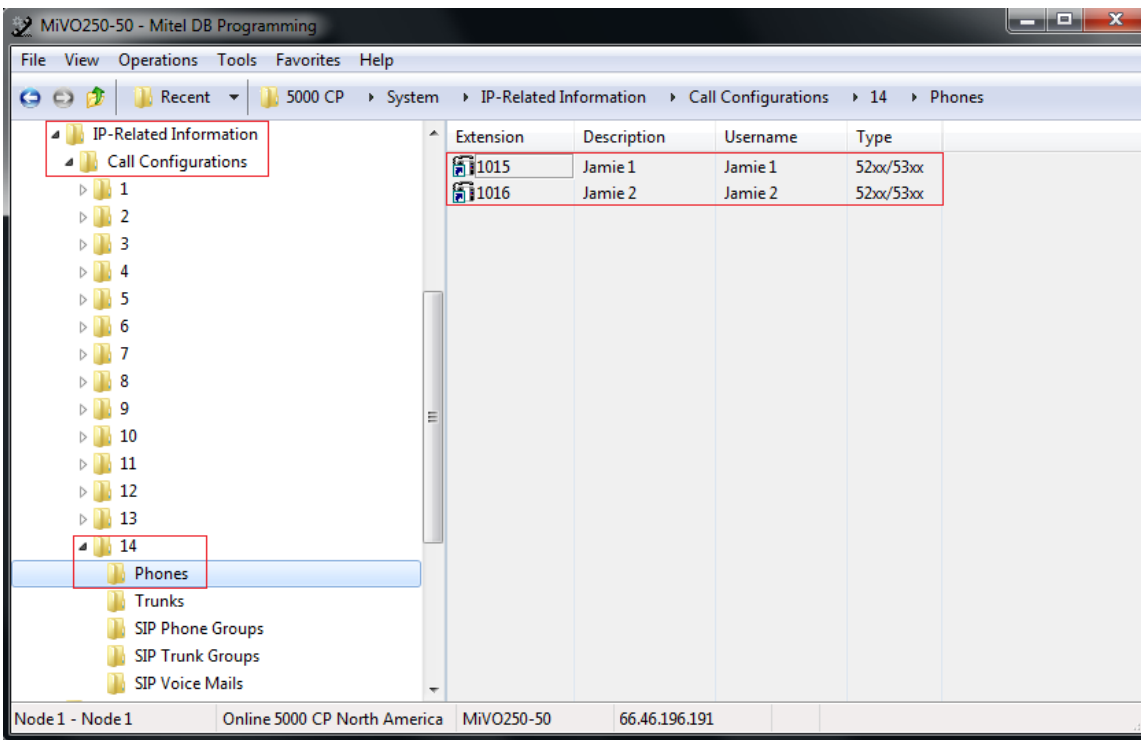 MiVO250-50 - Mitel DB Programming
File View Operations Tools Favorites Help
Recent 5000 CP System IP-Related Information Call Configurations 14 Phones
IP-Related Information
Call Configurations
1
2
3
4
5
6
7
8
9
10
11
12
13
14
Phones
Trunks
SIP Phone Groups
SIP Trunk Groups
SIP Voice Mails
Extension Description Username Type
1015 Jamie 1 Jamie 1 52xx/53xx
1016 Jamie 2 Jamie 2 52xx/53xx
Node 1 - Node 1 Online 5000 CP North America MiVO250-50 66.46.196.191